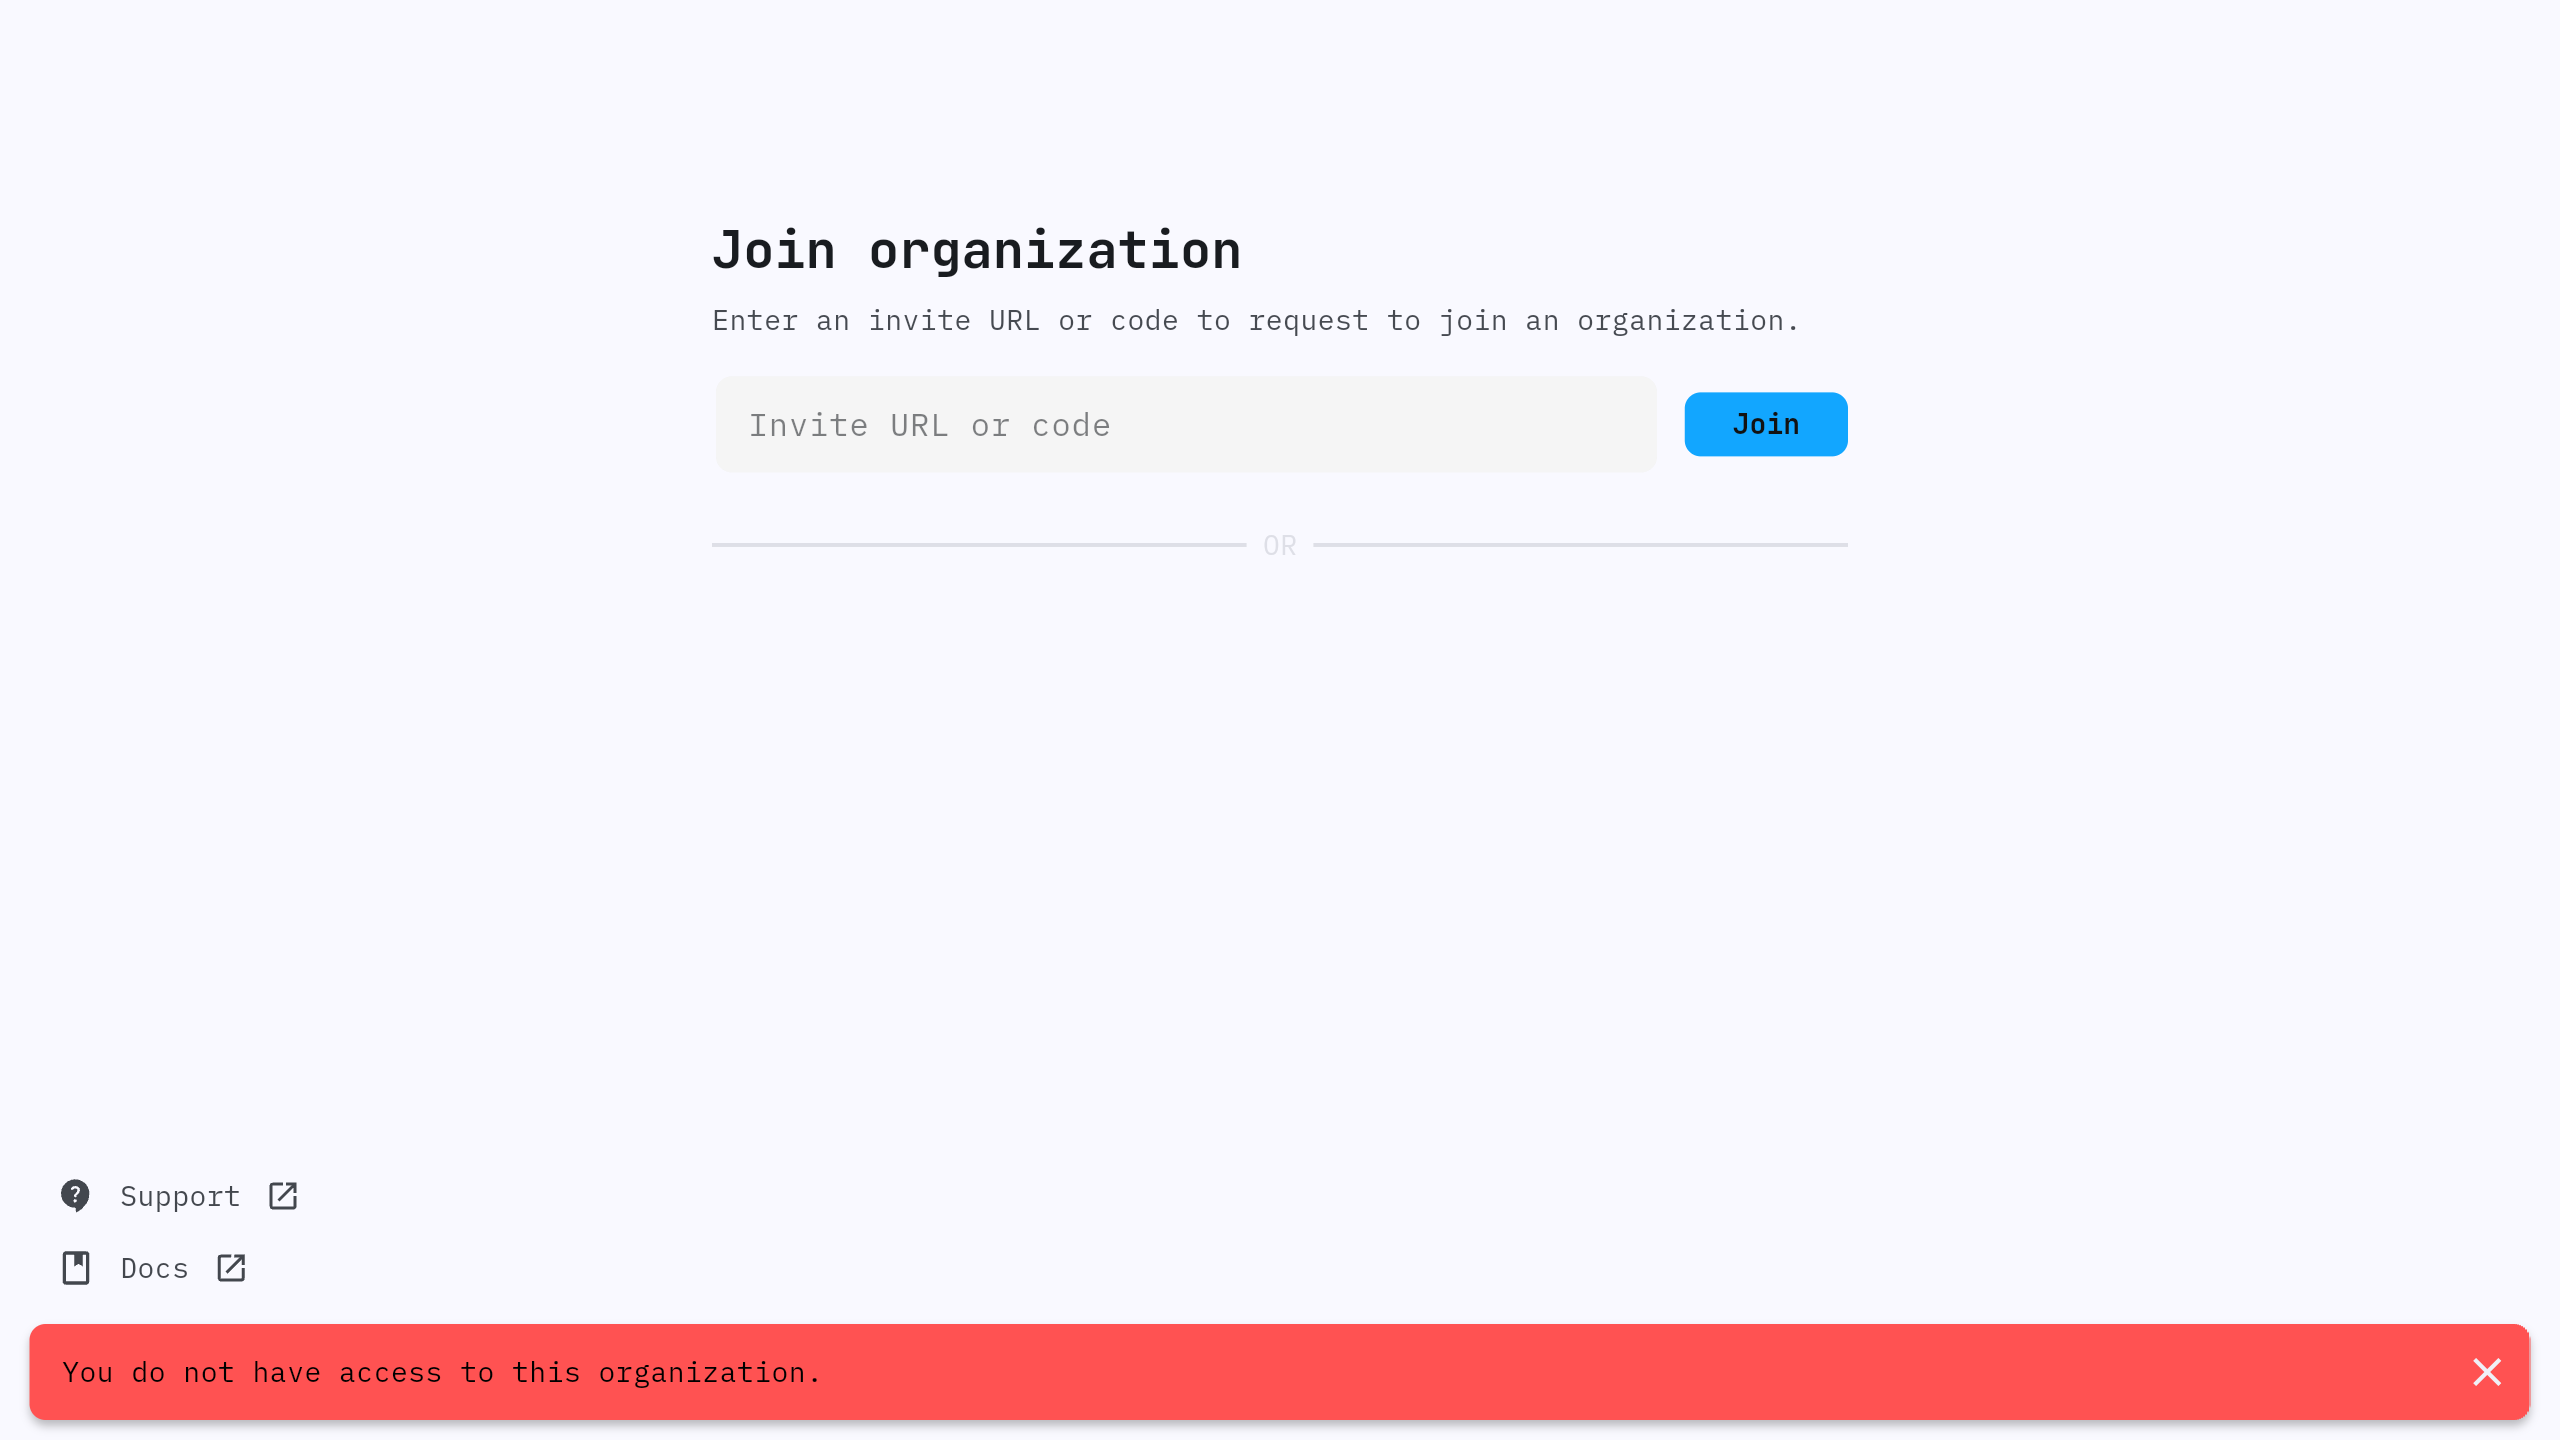 Join organization
Enter an invite URL or code to request to join an organization.
Invite URL or code
Join
OR
Support
Docs
You do not have access to this organization.